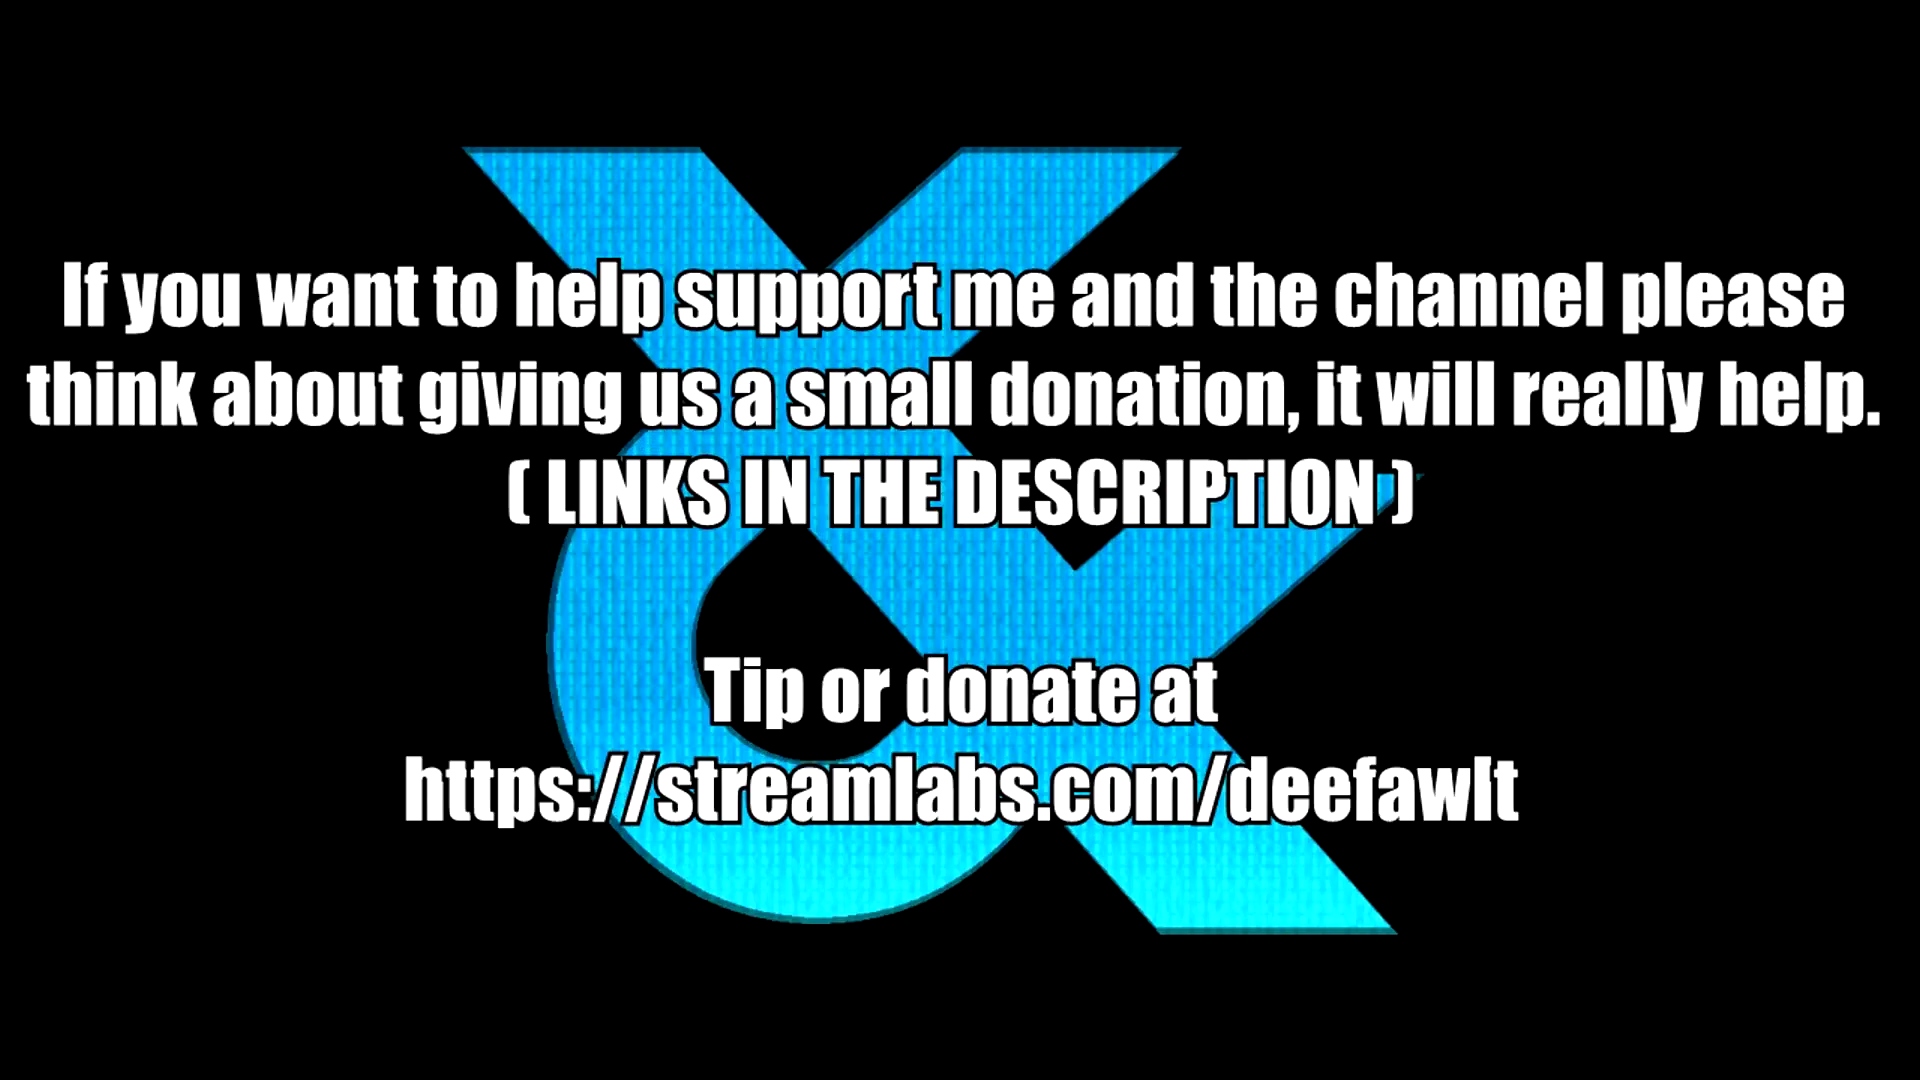 If you want to help support me and the channel please
think about giving us a small donation, it will really help.
( LINKS IN THE DESCRIPTION )
Tip or donate at
https://streamlabs.com/deefawlt